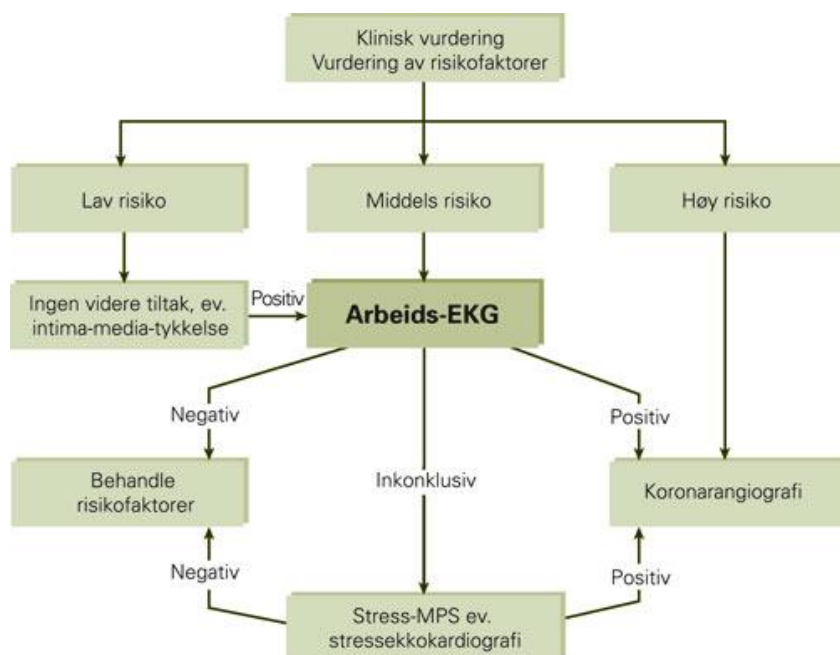 Klinisk vurdering
Vurdering av risikofaktorer
Lav risiko
Middels risiko
Høy risiko
Ingen videre tiltak, ev.
intima-media-tykkelse
Positiv
Arbeids-EKG
Negativ
Positiv
Behandle
risikofaktorer
Inkonklusiv
Koronarangiografi
Negativ
Positiv
Stress-MPS ev.
stressekkokardiografi